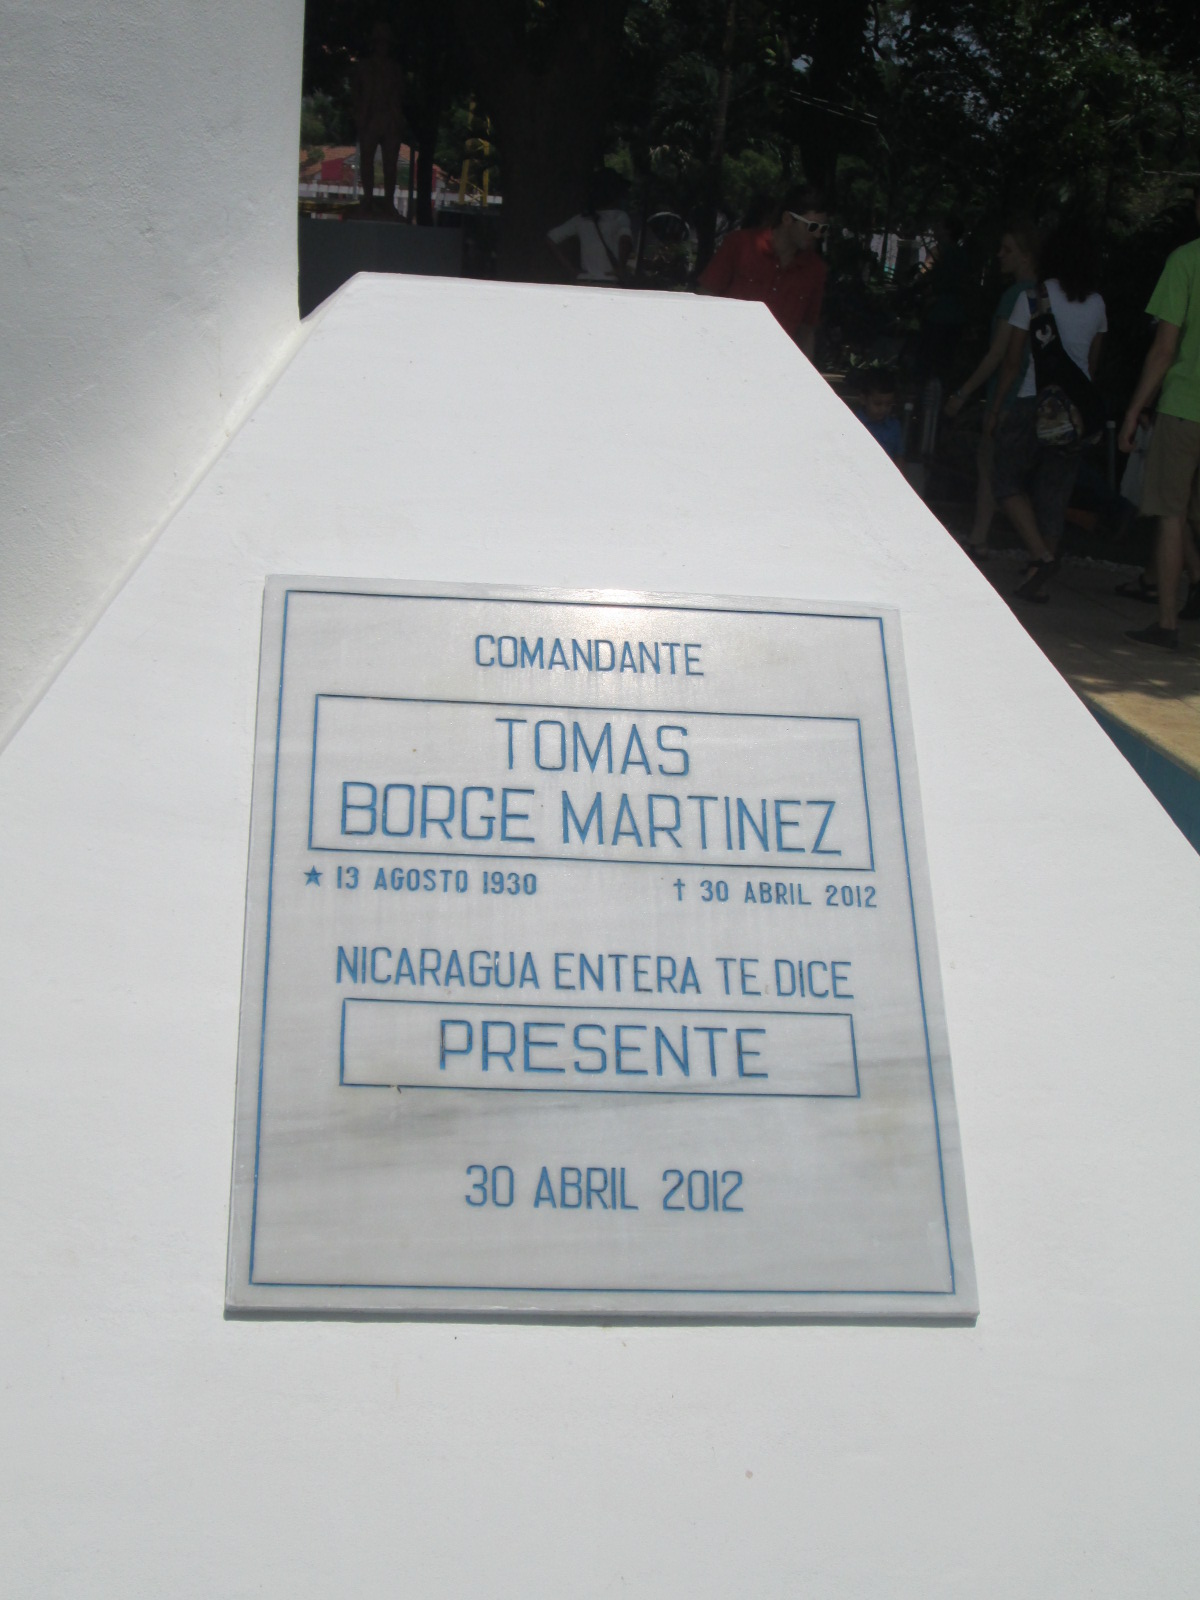 COMANDANTE
TOMAS
BORGE MARTINEZ
★ 13 AGOSTO 1930 † 30 ABRIL 2012
NICARAGUA ENTERA TE DICE
PRESENTE
30 ABRIL 2012